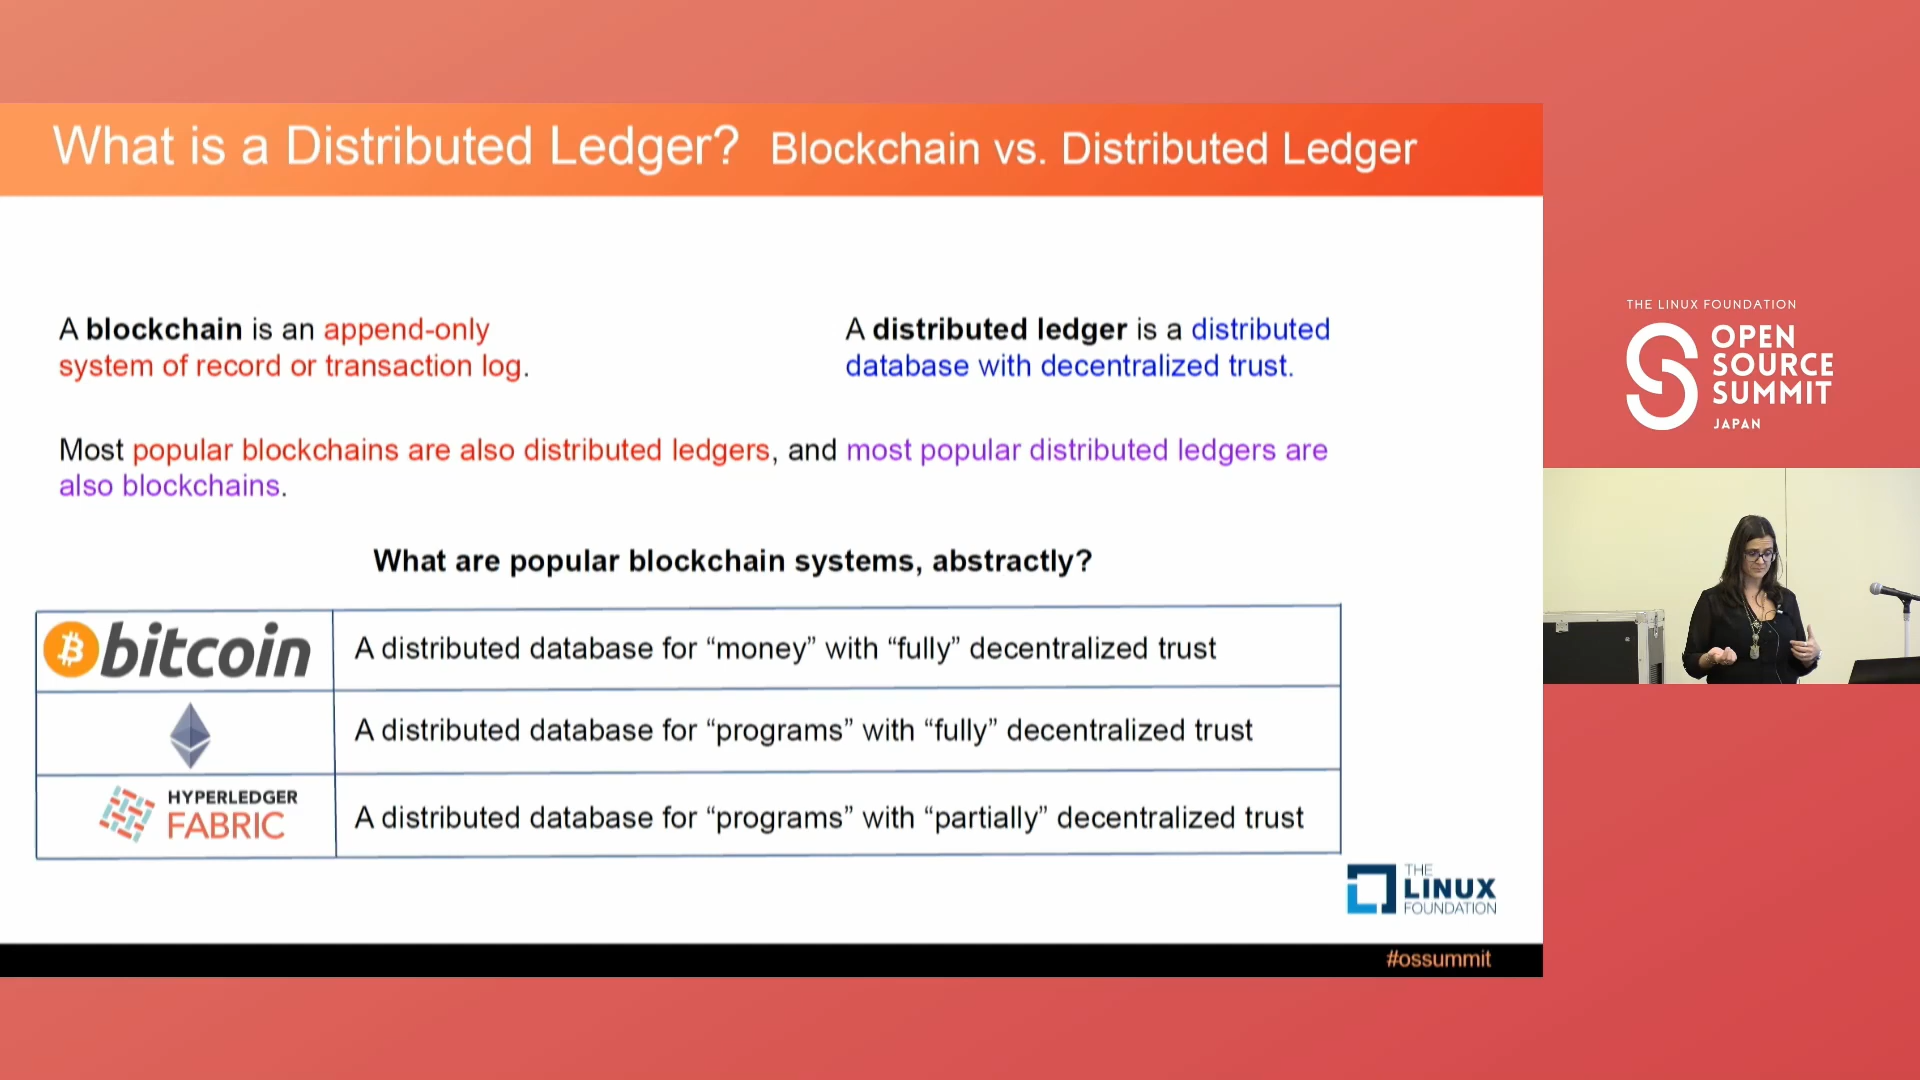 What is a Distributed Ledger? Blockchain vs. Distributed Ledger
A blockchain is an append-only
system of record or transaction log.
A distributed ledger is a distributed
database with decentralized trust.
Most popular blockchains are also distributed ledgers, and most popular distributed ledgers are
also blockchains.
What are popular blockchain systems, abstractly?
bitcoin
A distributed database for “money” with “fully” decentralized trust
A distributed database for “programs” with “fully” decentralized trust
HYPERLEDGER
FABRIC
A distributed database for “programs” with “partially” decentralized trust
THE
LINUX
FOUNDATION
#ossummit
THE LINUX FOUNDATION
OPEN
SOURCE
SUMMIT
JAPAN